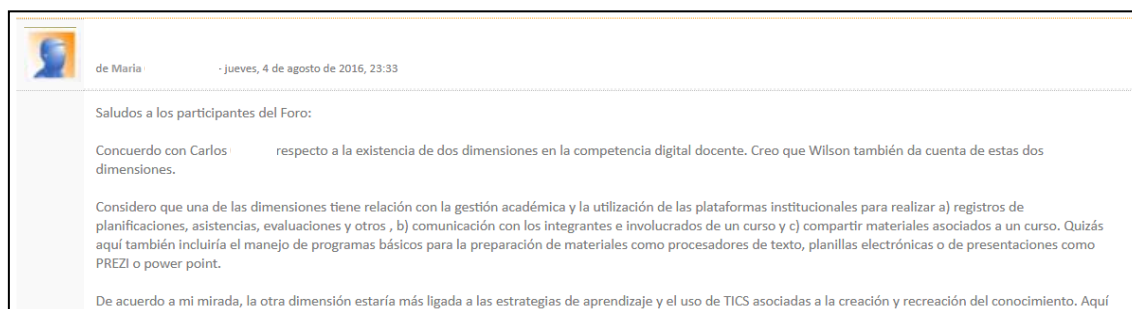 de Maria - jueves, 4 de agosto de 2016, 23:33
Saludos a los participantes del Foro:
Concuerdo con Carlos respecto a la existencia de dos dimensiones en la competencia digital docente. Creo que Wilson también da cuenta de estas dos
dimensiones.
Considero que una de las dimensiones tiene relación con la gestión académica y la utilización de las plataformas institucionales para realizar a) registros de
planificaciones, asistencias, evaluaciones y otros , b) comunicación con los integrantes e involucrados de un curso y c) compartir materiales asociados a un curso. Quizás
aquí también incluiría el manejo de programas básicos para la preparación de materiales como procesadores de texto, planillas electrónicas o de presentaciones como
PREZI o power point.
De acuerdo a mi mirada, la otra dimensión estaría más ligada a las estrategias de aprendizaje y el uso de TICS asociadas a la creación y recreación del conocimiento. Aquí